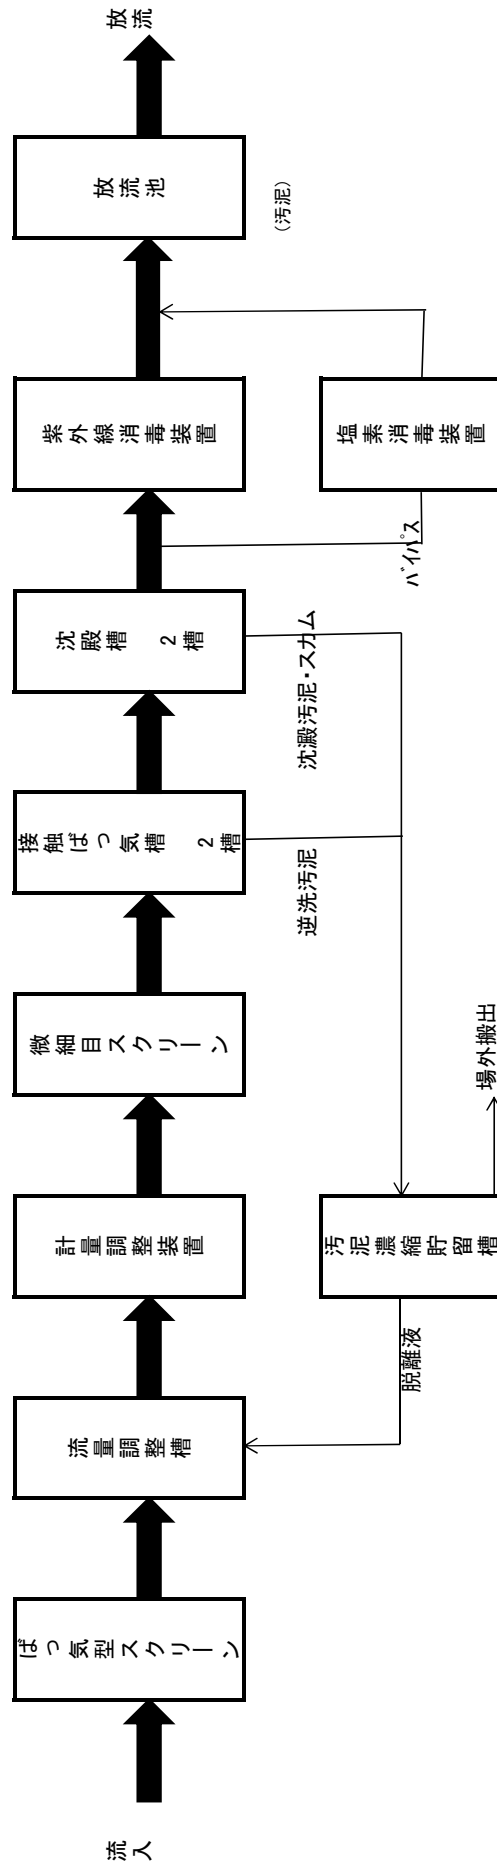 流入
ばっ気型スクリーン
流量調整槽
計量調整装置
微細目スクリーン
接触ばっ気槽 2槽
沈殿槽 2槽
紫外線消毒装置
放流池
放流
脱離液
汚泥濃縮貯留槽
場外搬出
逆洗汚泥
沈澱汚泥・スカム
バイパス
塩素消毒装置
(汚泥)